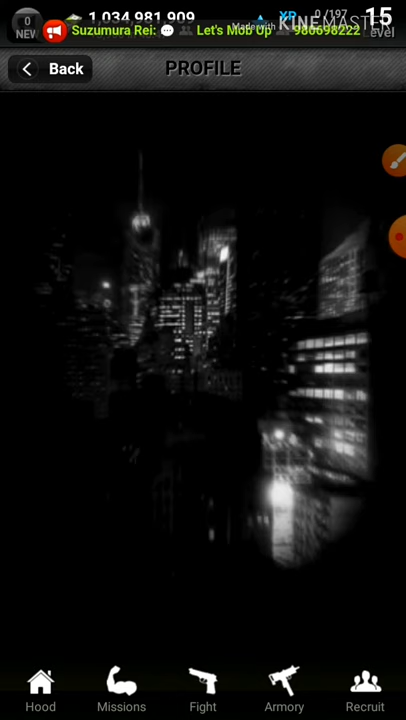 1,034,981,909 XP 0/197 15
0 Suzumura Rei: Let's Mob Up 980698222 level
NEW Made with KINEMASTER
Back PROFILE
Hood Missions Fight Armory Recruit